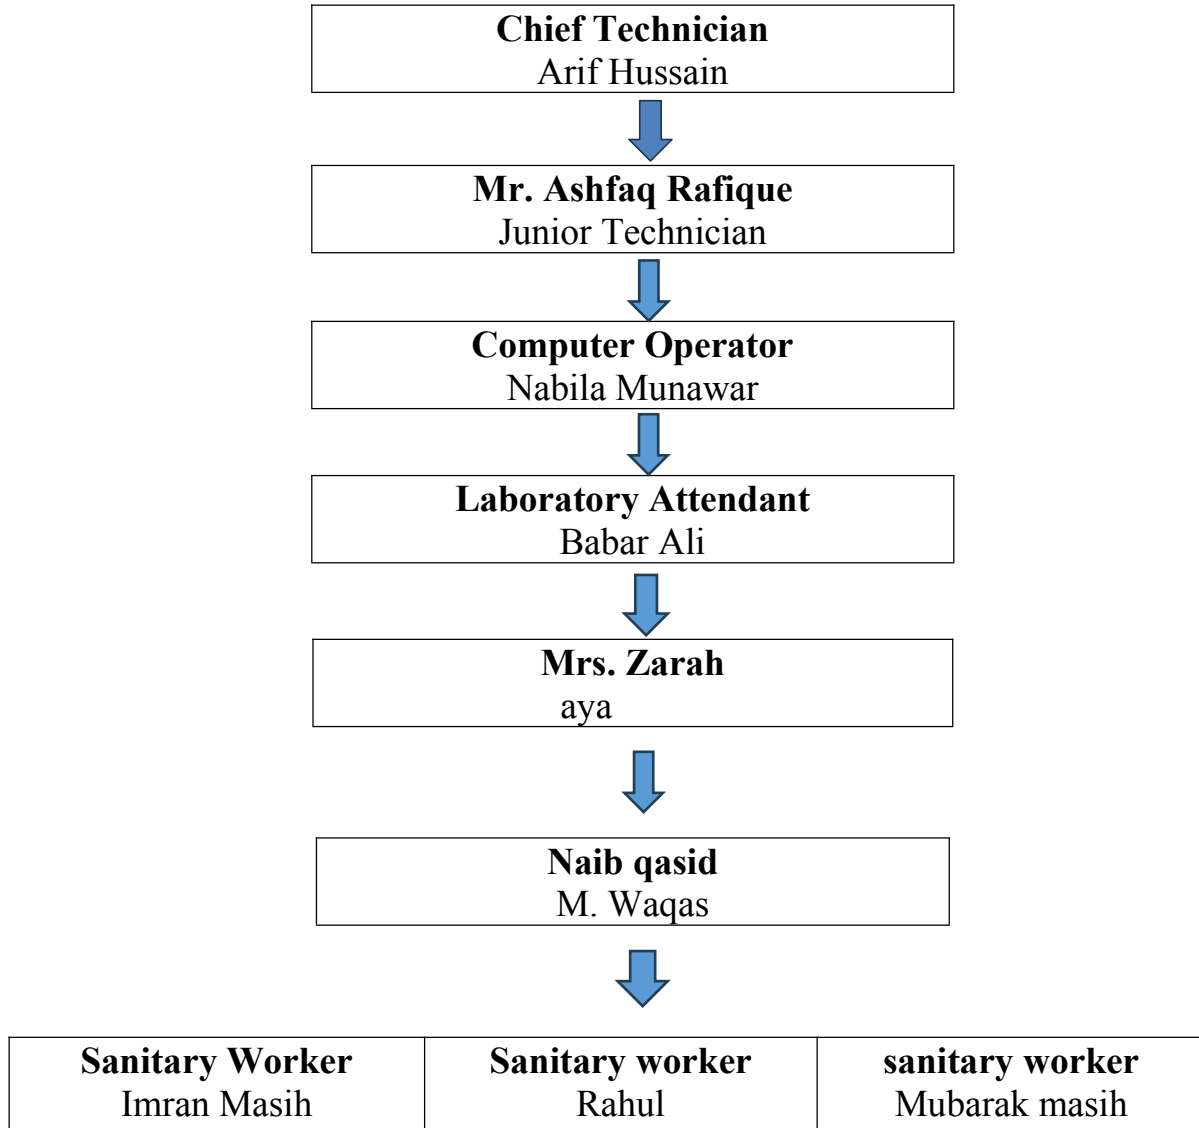 Chief Technician
Arif Hussain
Mr. Ashfaq Rafique
Junior Technician
Computer Operator
Nabila Munawar
Laboratory Attendant
Babar Ali
Mrs. Zarah
aya
Naib qasid
M. Waqas
Sanitary Worker
Imran Masih
Sanitary worker
Rahul
sanitary worker
Mubarak masih